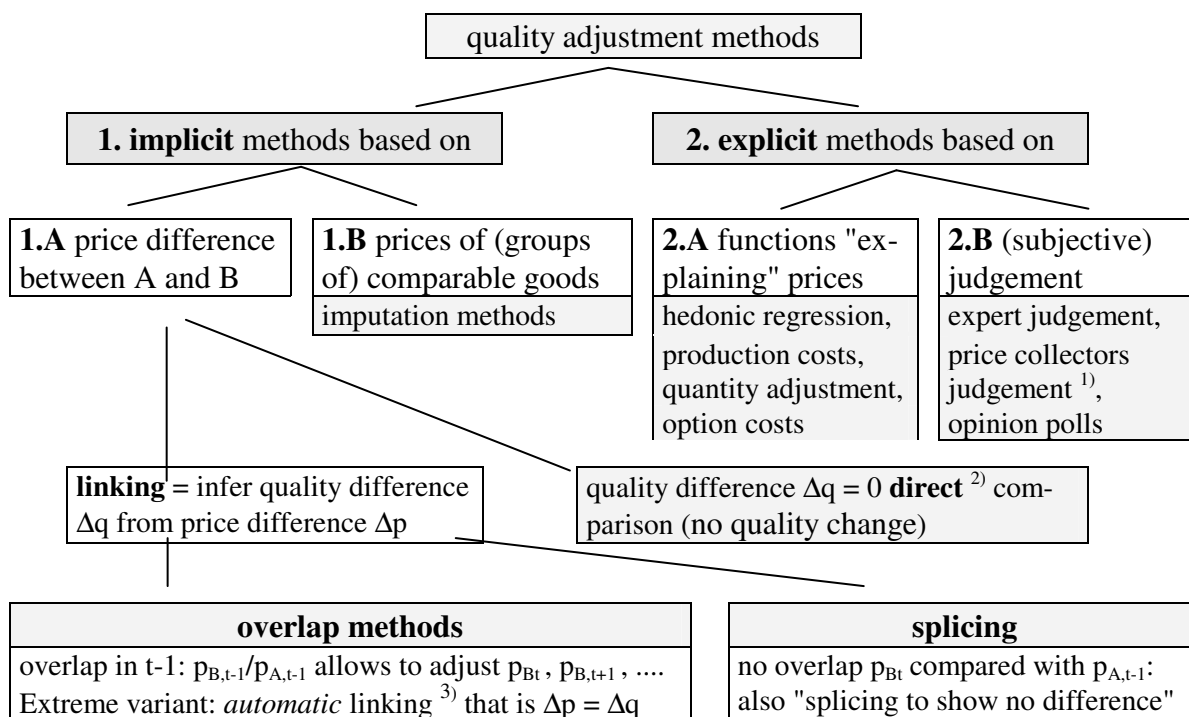 quality adjustment methods
1. implicit methods based on
2. explicit methods based on
1.A price difference
between A and B
1.B prices of (groups
of) comparable goods
imputation methods
2.A functions "ex-
plaining" prices
hedonic regression,
production costs,
quantity adjustment,
option costs
2.B (subjective)
judgement
expert judgement,
price collectors
judgement 1),
opinion polls
linking = infer quality difference
Δq from price difference Δp
quality difference Δq = 0 direct 2) com-
parison (no quality change)
overlap methods
overlap in t-1: pB,t-1/pA,t-1 allows to adjust pBt , pB,t+1 , ....
Extreme variant: automatic linking 3) that is Δp = Δq
splicing
no overlap pBt compared with pA,t-1:
also "splicing to show no difference"